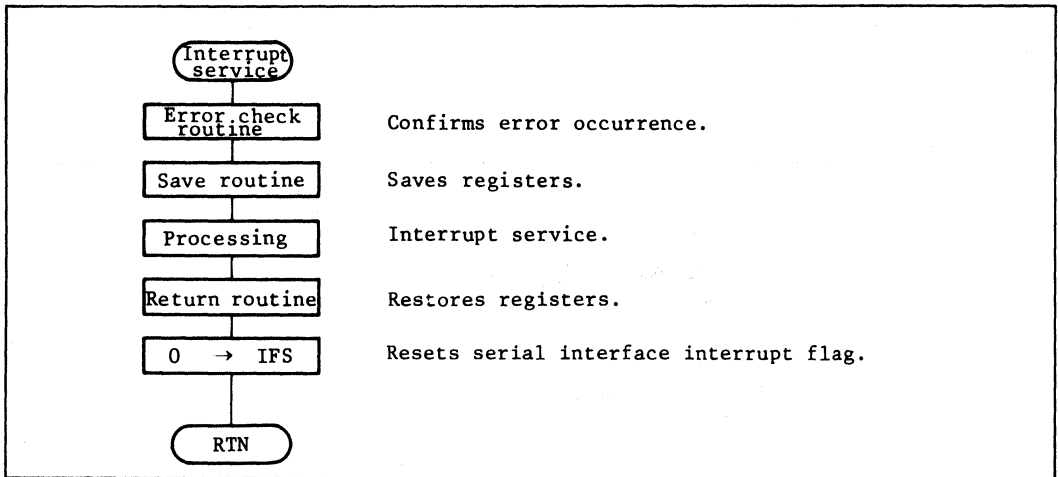 Interrupt
service
Error check
routine
Confirms error occurrence.
Save routine
Saves registers.
Processing
Interrupt service.
Return routine
Restores registers.
0 → IFS
Resets serial interface interrupt flag.
RTN